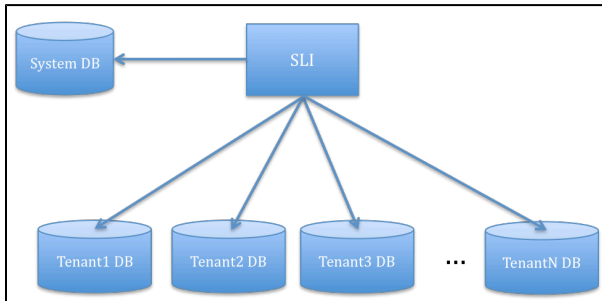 System DB
SLI
Tenant1 DB
Tenant2 DB
Tenant3 DB
...
TenantN DB